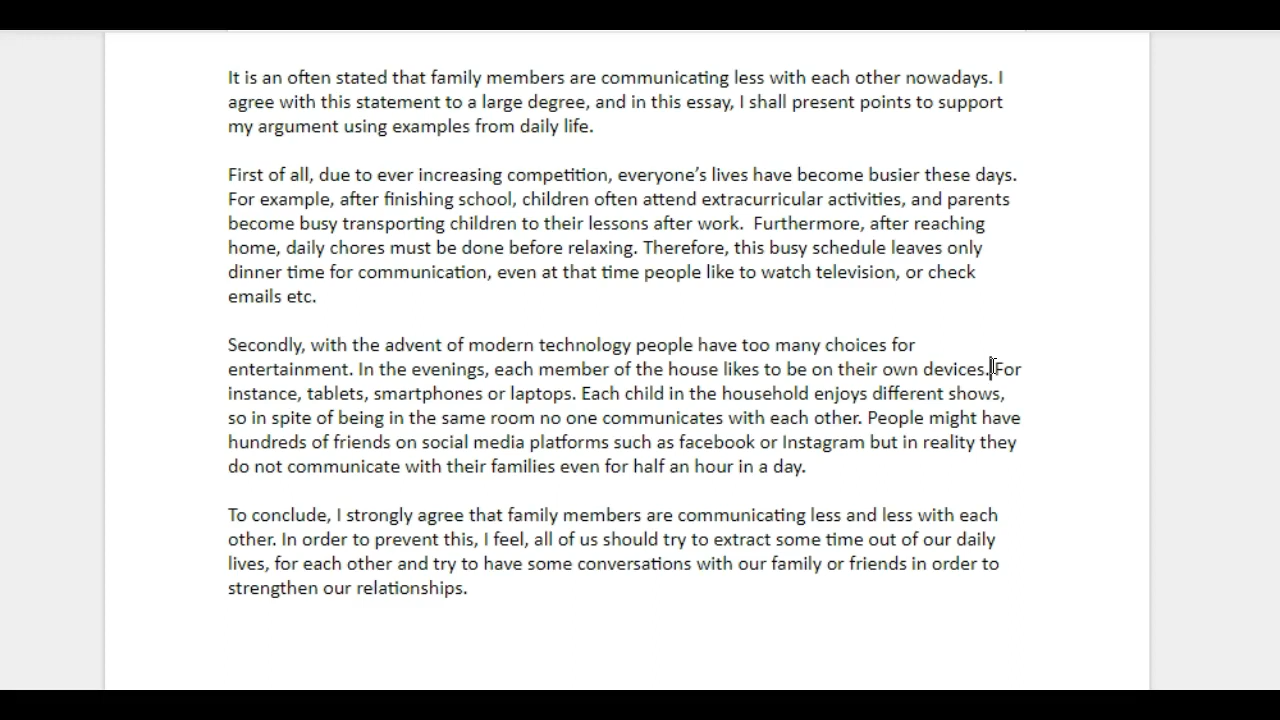 It is an often stated that family members are communicating less with each other nowadays. I
agree with this statement to a large degree, and in this essay, I shall present points to support
my argument using examples from daily life.
First of all, due to ever increasing competition, everyone’s lives have become busier these days.
For example, after finishing school, children often attend extracurricular activities, and parents
become busy transporting children to their lessons after work.  Furthermore, after reaching
home, daily chores must be done before relaxing. Therefore, this busy schedule leaves only
dinner time for communication, even at that time people like to watch television, or check
emails etc.
Secondly, with the advent of modern technology people have too many choices for
entertainment. In the evenings, each member of the house likes to be on their own devices. For
instance, tablets, smartphones or laptops. Each child in the household enjoys different shows,
so in spite of being in the same room no one communicates with each other. People might have
hundreds of friends on social media platforms such as facebook or Instagram but in reality they
do not communicate with their families even for half an hour in a day.
To conclude, I strongly agree that family members are communicating less and less with each
other. In order to prevent this, I feel, all of us should try to extract some time out of our daily
lives, for each other and try to have some conversations with our family or friends in order to
strengthen our relationships.